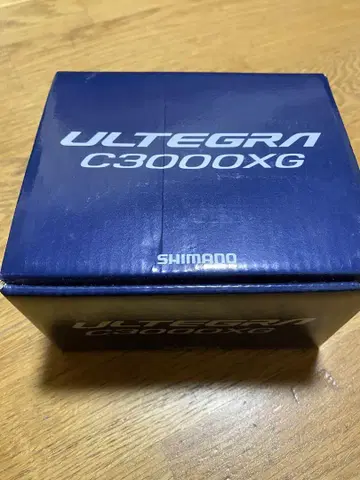 ULTEGRA
C3000XG
SHIMANO
ULTEGRA
C3000XG